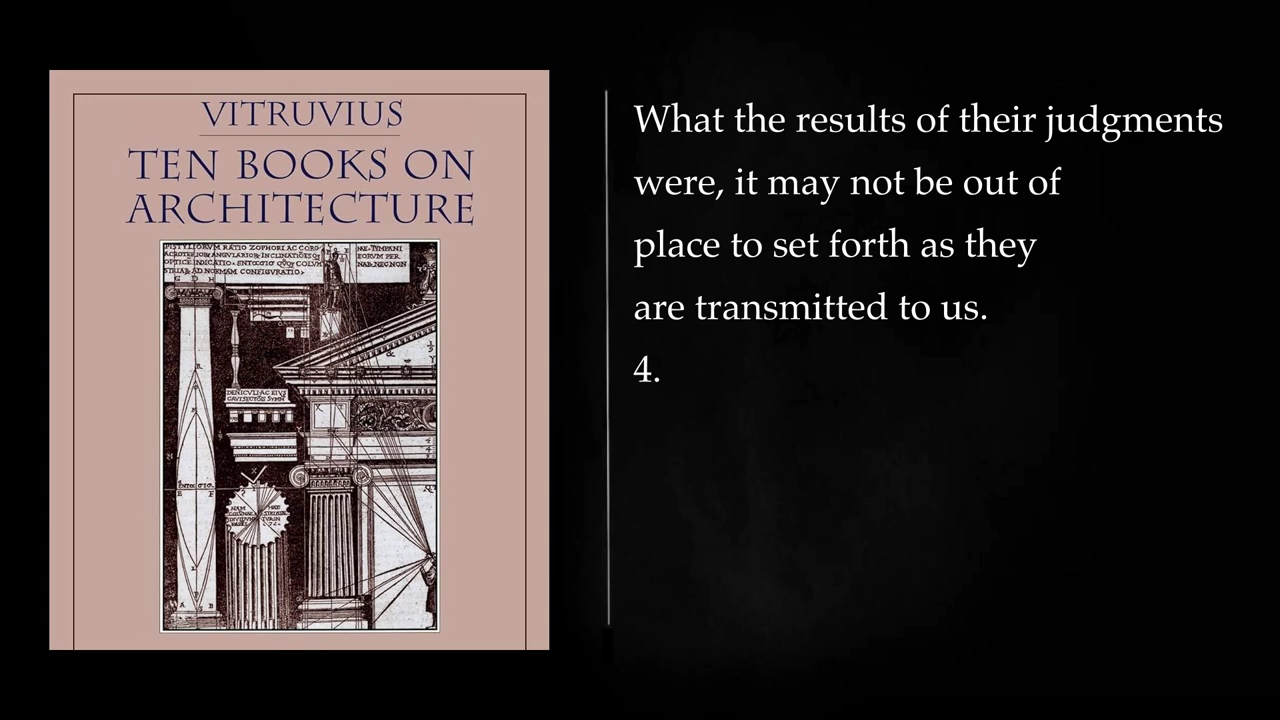 VITRUVIUS
TEN BOOKS ON
ARCHITECTURE
What the results of their judgments
were, it may not be out of
place to set forth as they
are transmitted to us.
4.